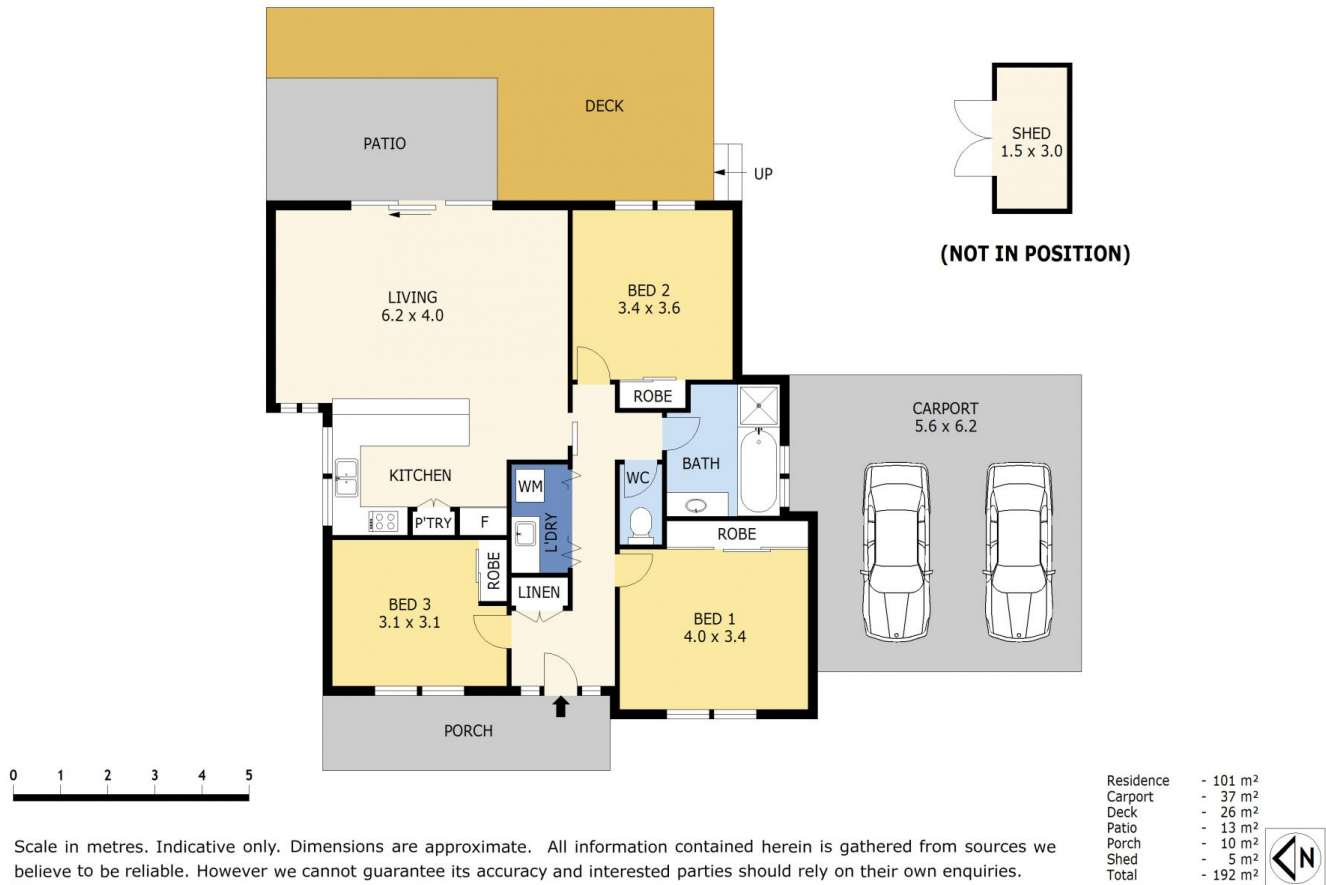 DECK
PATIO
UP
SHED
1.5 x 3.0
(NOT IN POSITION)
LIVING
6.2 x 4.0
BED 2
3.4 x 3.6
ROBE
CARPORT
5.6 x 6.2
KITCHEN
WM
WC
BATH
P'TRY
F
L'DRY
ROBE
ROBE
LINEN
BED 3
3.1 x 3.1
BED 1
4.0 x 3.4
PORCH
0 1 2 3 4 5
Residence - 101 m²
Carport - 37 m²
Deck - 26 m²
Patio - 13 m²
Porch - 10 m²
Shed - 5 m²
Total - 192 m²
N
Scale in metres. Indicative only. Dimensions are approximate. All information contained herein is gathered from sources we
believe to be reliable. However we cannot guarantee its accuracy and interested parties should rely on their own enquiries.